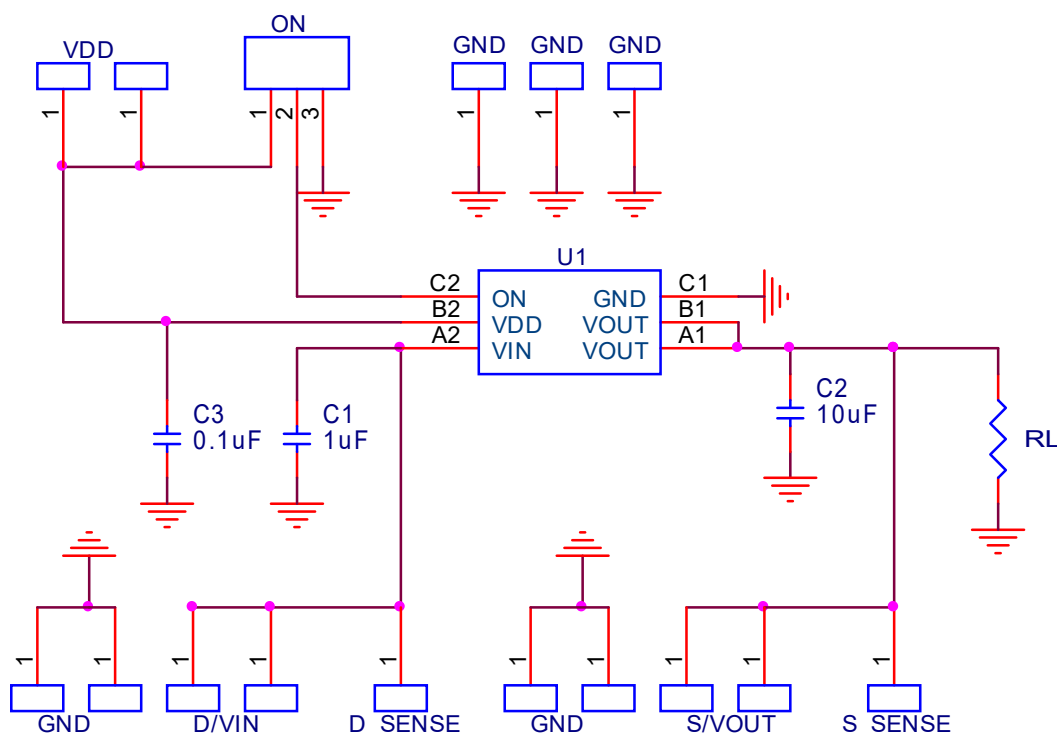 ON
VDD
GND GND GND
1 1 1 2 3 1 1 1
U1
C2 ON GND C1
B2 VDD VOUT B1
A2 VIN VOUT A1
C3
0.1uF
C1
1uF
C2
10uF
RL
1 1 1 1 1 1 1 1 1 1
GND D/VIN D SENSE GND S/VOUT S SENSE